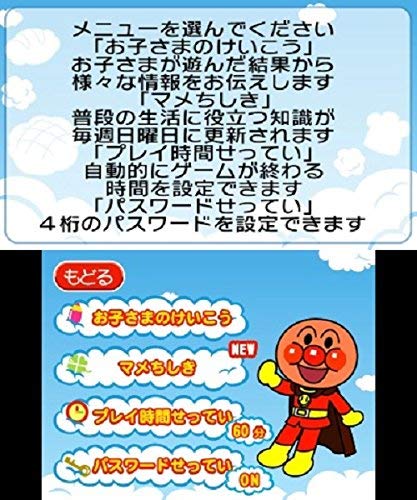 メニューを選んでください
「お子さまのけいこう」
お子さまが遊んだ結果から
様々な情報をお伝えします
「マメちしき」
普段の生活に役立つ知識が
毎週日曜日に更新されます
「プレイ時間せってい」
自動的にゲームが終わる
時間を設定できます
「パスワードせってい」
４桁のパスワードを設定できます
もどる
お子さまのけいこう
NEW
マメちしき
プレイ時間せってい
60分
パスワードせってい
ON